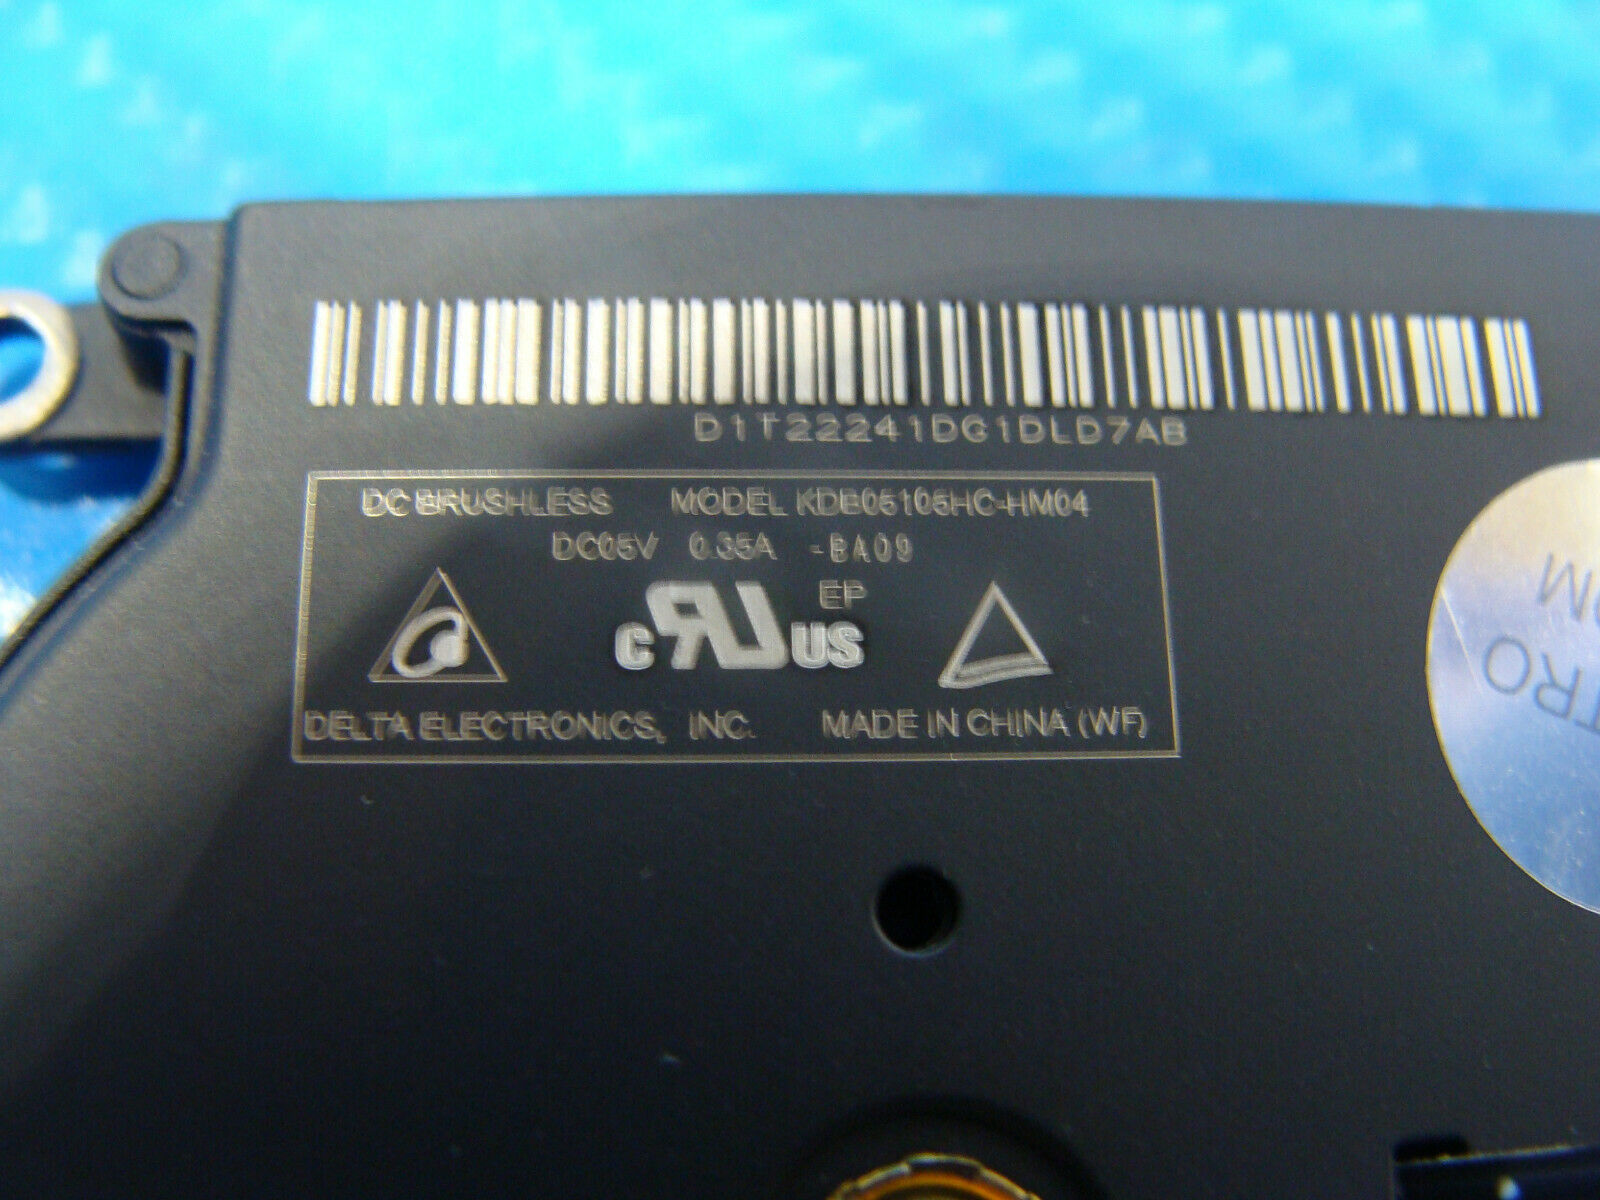 D1T22241DG1DLD7AB
DC BRUSHLESS MODEL KDB05105HC-HM04
DC05V 0.35A -BA09
EP
c RU US
DELTA ELECTRONICS, INC. MADE IN CHINA (WF)